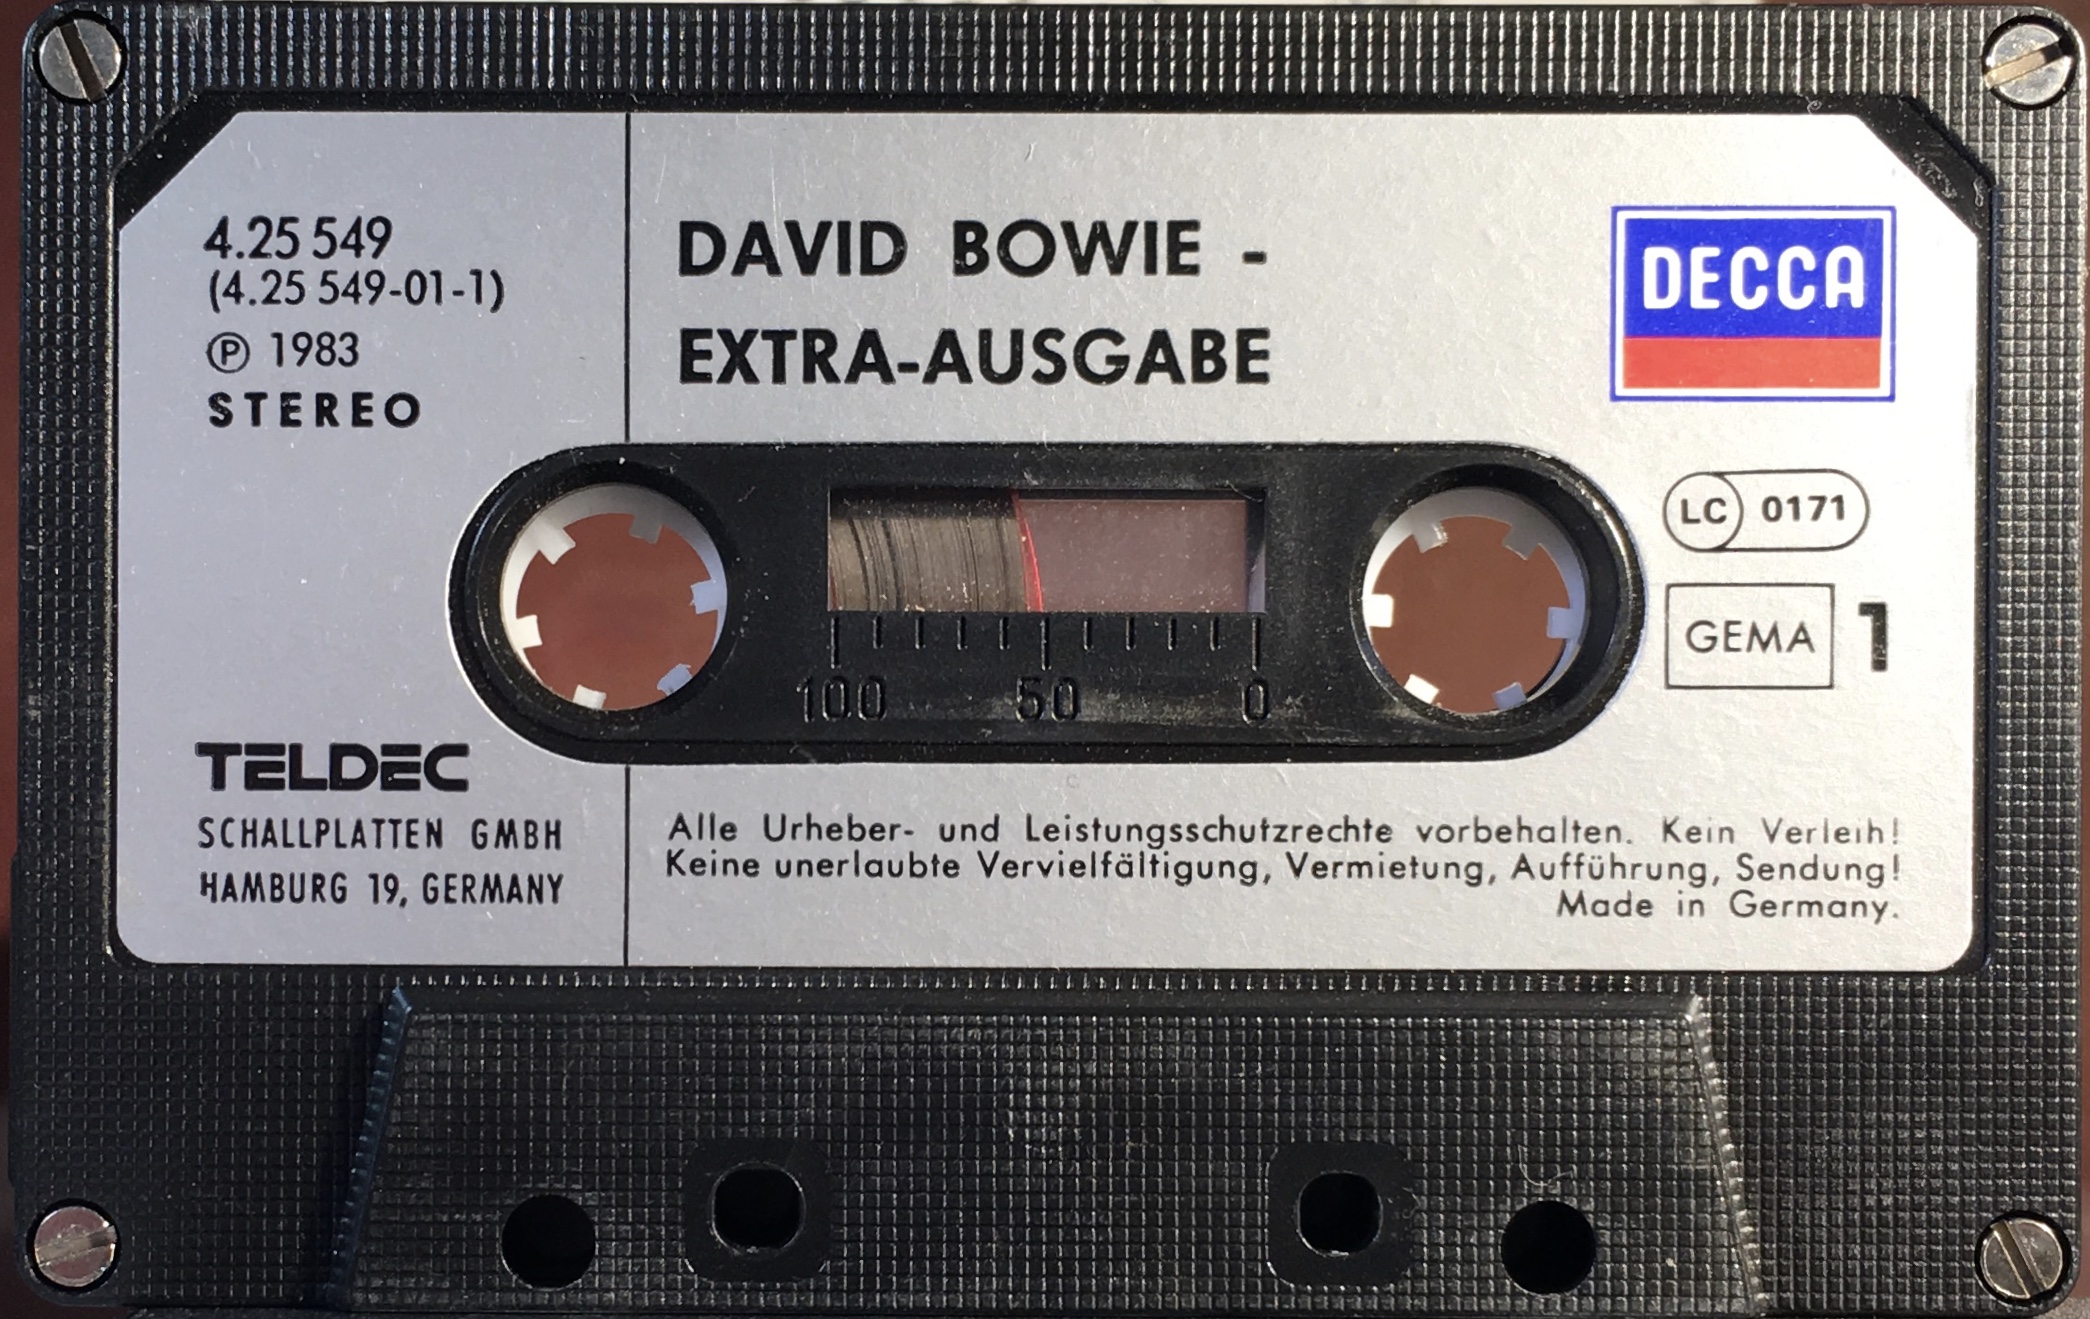 4.25 549
(4.25 549-01-1)
Ⓟ 1983
STEREO
DAVID BOWIE -
EXTRA-AUSGABE
DECCA
LC 0171
GEMA 1
100 50 0
TELDEC
SCHALLPLATTEN GMBH
HAMBURG 19, GERMANY
Alle Urheber- und Leistungsschutzrechte vorbehalten. Kein Verleih!
Keine unerlaubte Vervielfältigung, Vermietung, Aufführung, Sendung!
Made in Germany.